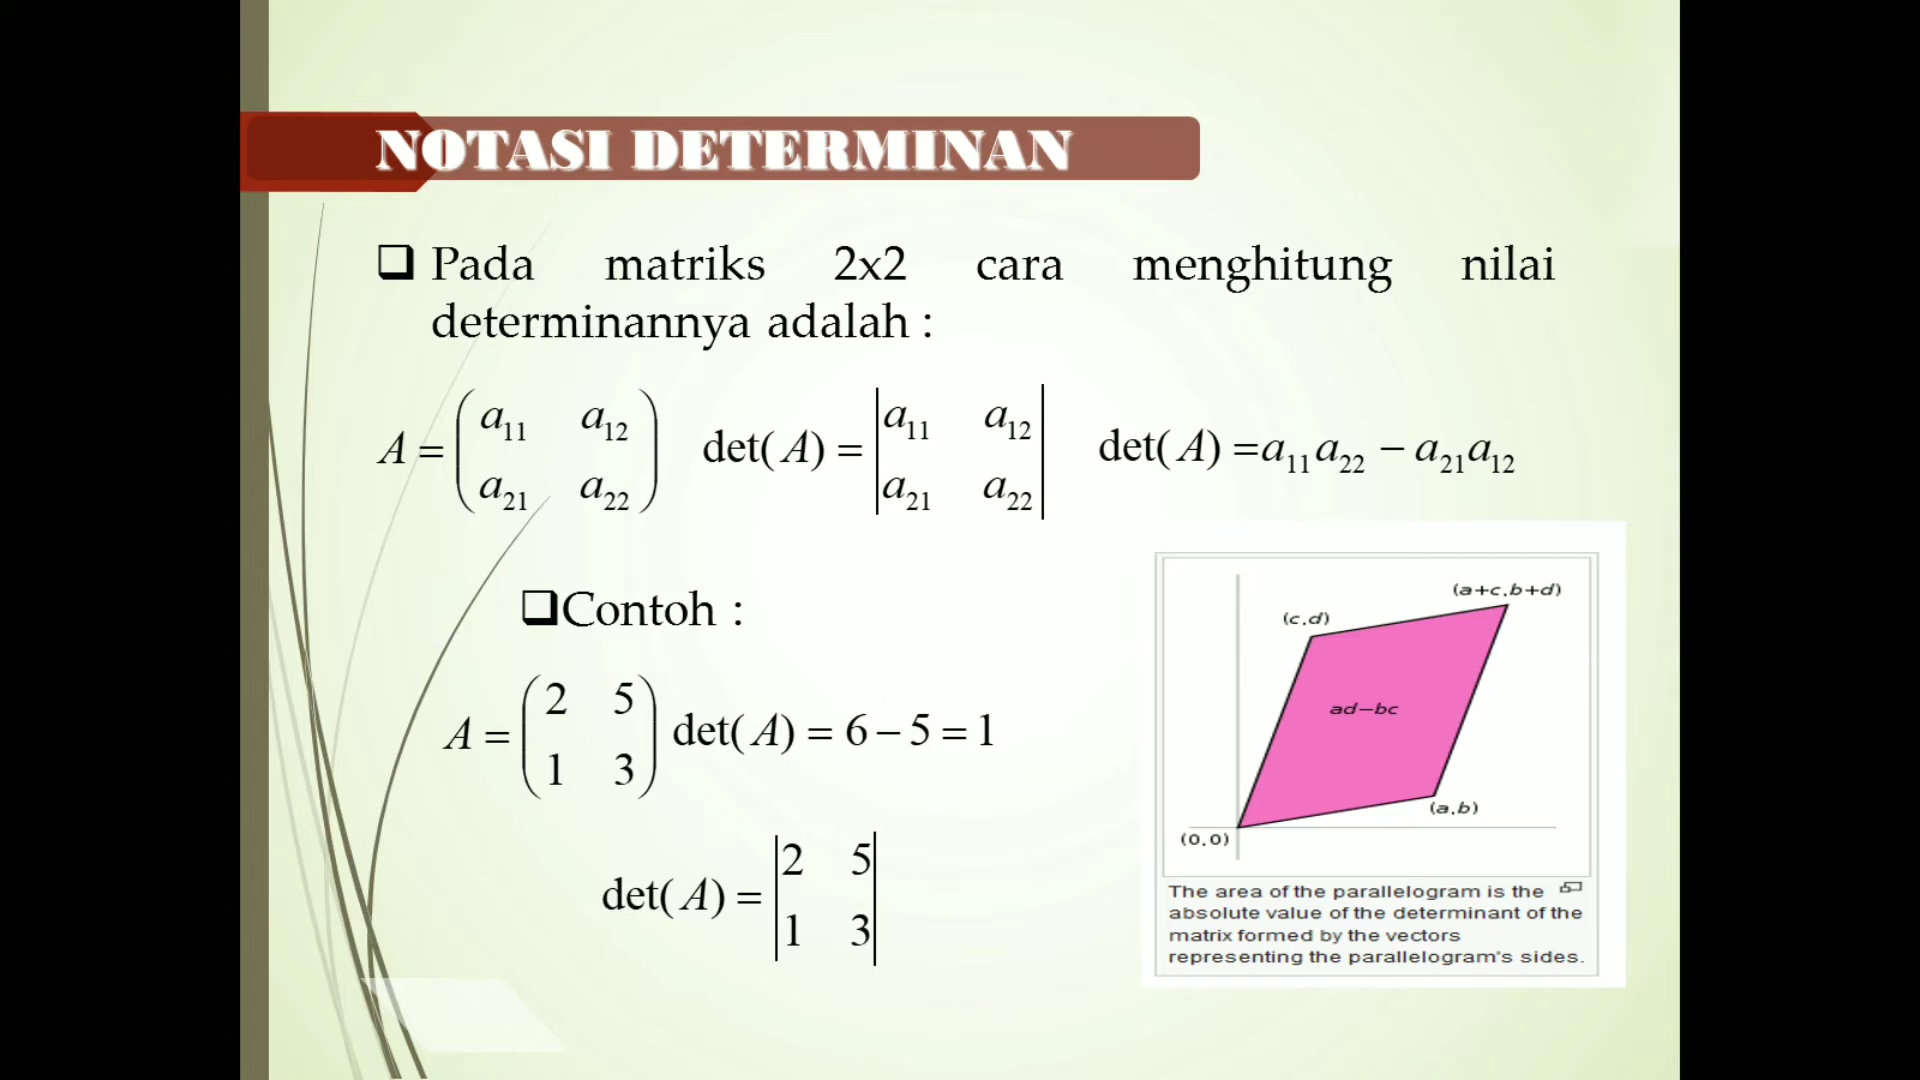 NOTASI DETERMINAN
❑ Pada matriks 2x2 cara menghitung nilai
determinannya adalah :
A = ( a11 a12 ) det( A) = | a11 a12 | det( A) =a11a22 − a21a12
( a21 a22 ) | a21 a22 |
❑Contoh :
A = ( 2 5 ) det( A) = 6 − 5 = 1
( 1 3 )
det( A) = | 2 5 |
| 1 3 |
(a+c,b+d)
(c,d)
ad−bc
(a,b)
(0,0)
The area of the parallelogram is the
absolute value of the determinant of the
matrix formed by the vectors
representing the parallelogram's sides.